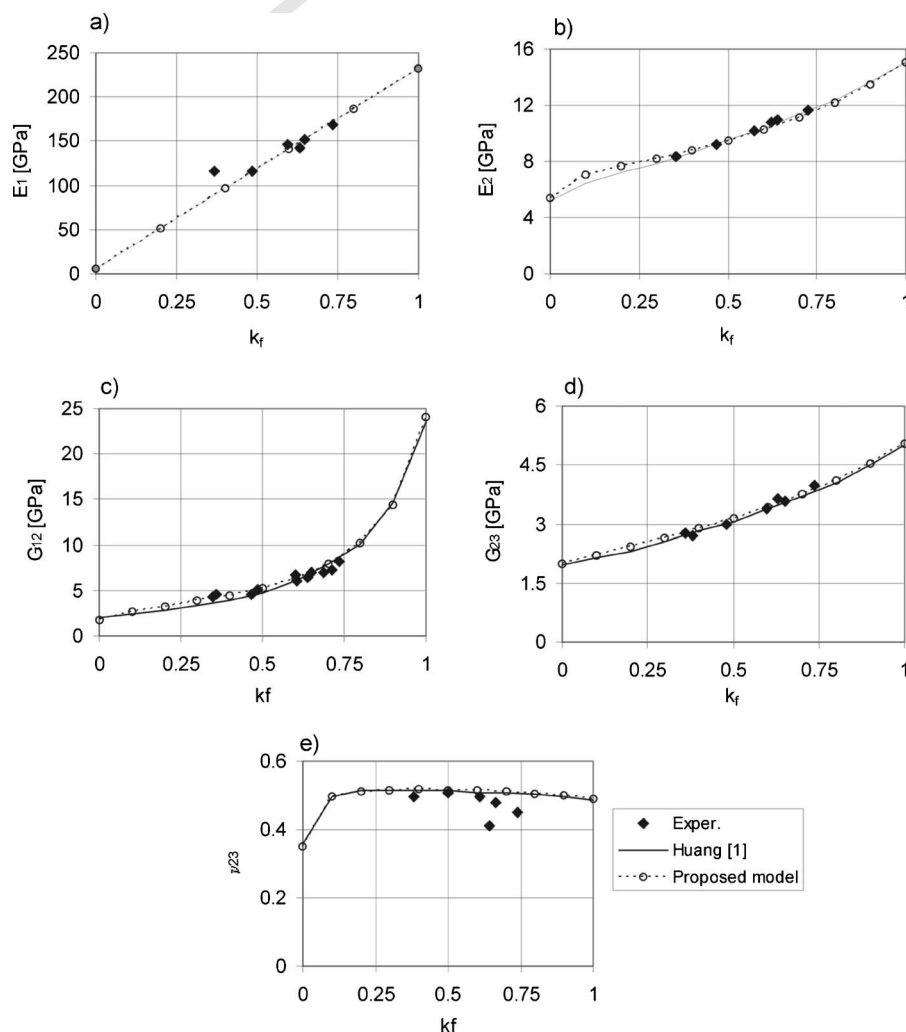 a)
250
200
150
100
50
0
E1 [GPa]
0 0.25 0.5 0.75 1
kf
b)
16
12
8
4
0
E2 [GPa]
0 0.25 0.5 0.75 1
kf
c)
25
20
15
10
5
0
G12 [GPa]
0 0.25 0.5 0.75 1
kf
d)
6
4.5
3
1.5
0
G23 [GPa]
0 0.25 0.5 0.75 1
kf
e)
0.6
0.4
0.2
0
ν23
0 0.25 0.5 0.75 1
kf
Exper.
Huang [1]
Proposed model